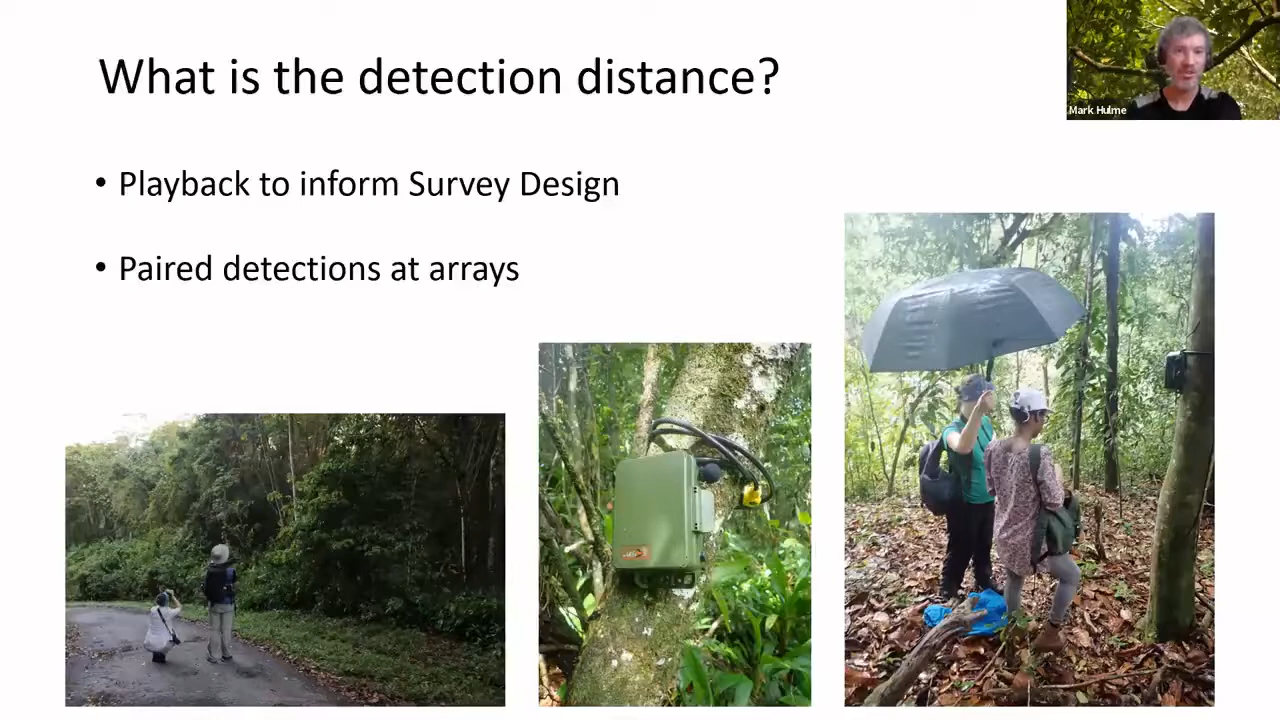 What is the detection distance?
Mark Hulme
• Playback to inform Survey Design
• Paired detections at arrays